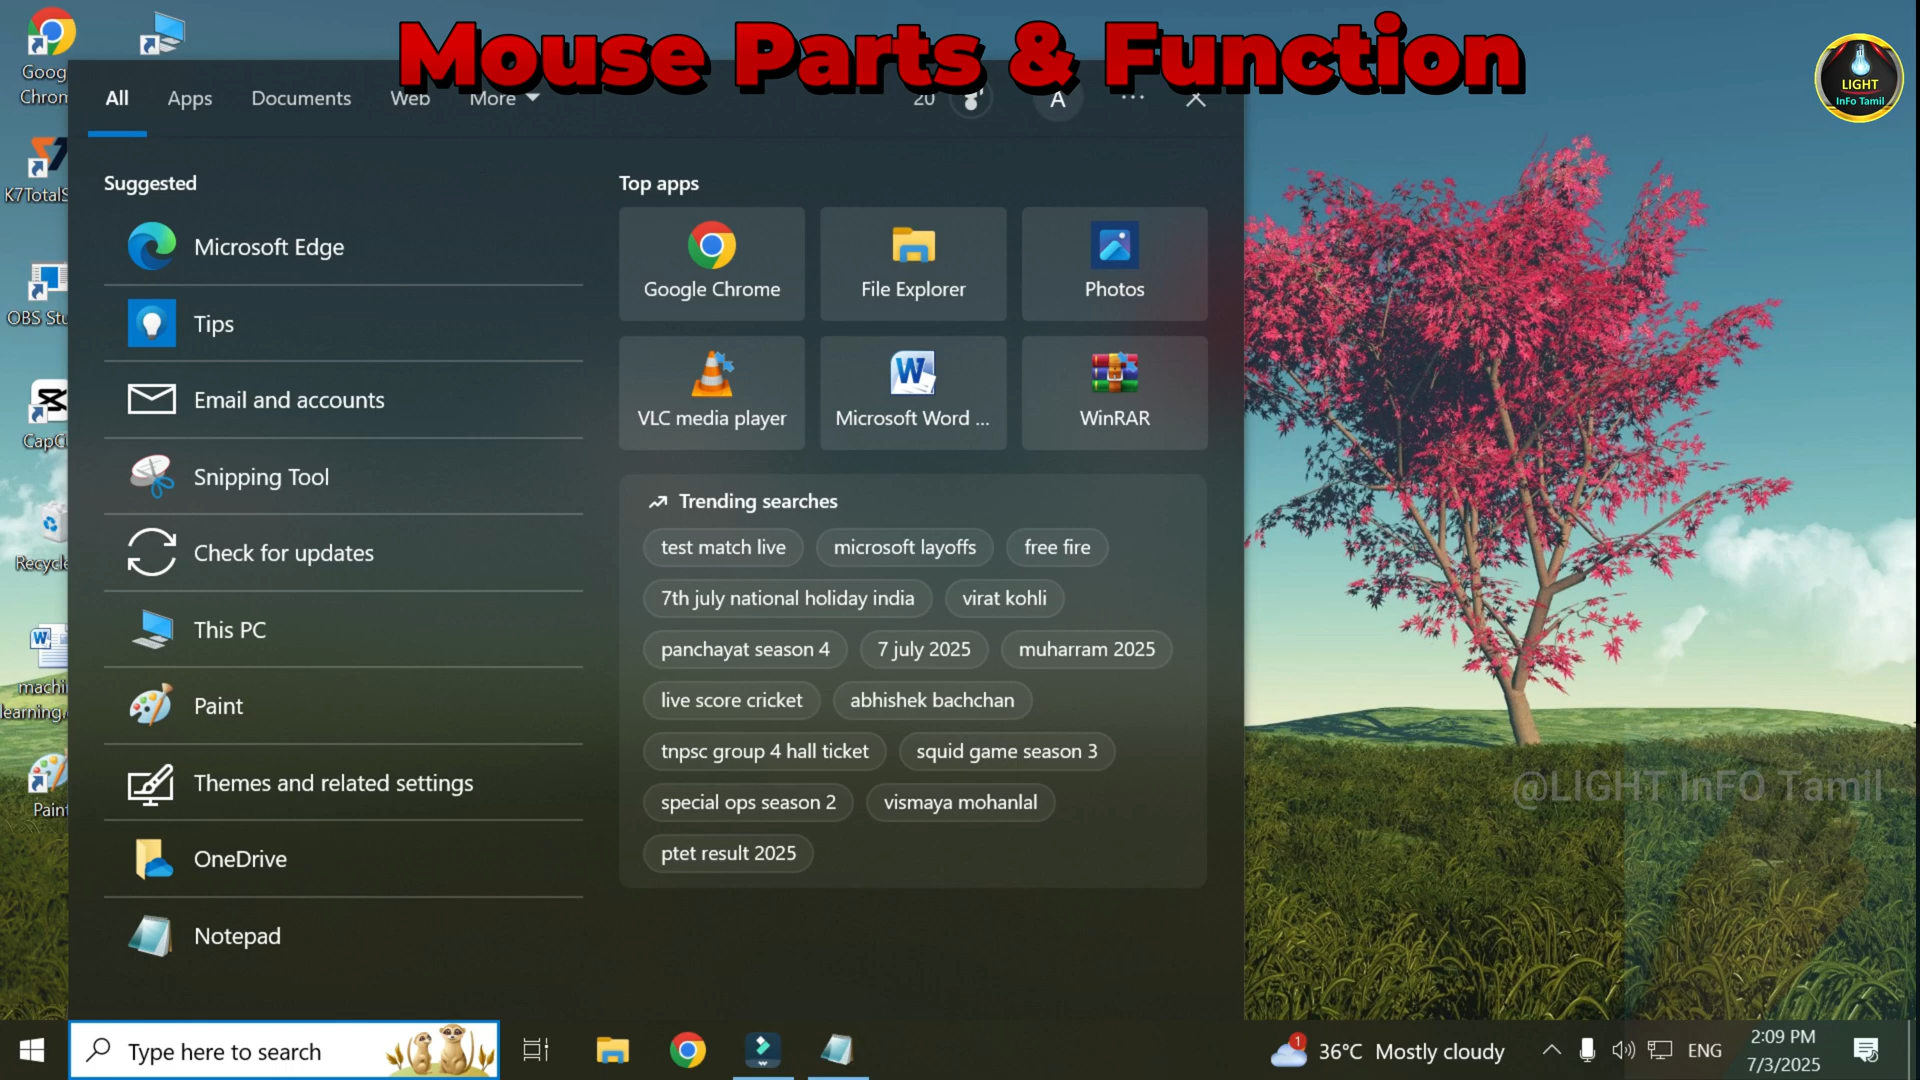 Mouse Parts & Function
LIGHT
InFo Tamil
Goog
Chrom
All
Apps
Documents
Web
More
20
A
K7TotalS
OBS Stu
CapCu
Recycle
machi
learning.
Paint
Suggested
Microsoft Edge
Tips
Email and accounts
Snipping Tool
Check for updates
This PC
Paint
Themes and related settings
OneDrive
Notepad
Top apps
Google Chrome
File Explorer
Photos
VLC media player
Microsoft Word ...
WinRAR
Trending searches
test match live
microsoft layoffs
free fire
7th july national holiday india
virat kohli
panchayat season 4
7 july 2025
muharram 2025
live score cricket
abhishek bachchan
tnpsc group 4 hall ticket
squid game season 3
special ops season 2
vismaya mohanlal
ptet result 2025
@LIGHT InFO Tamil
Type here to search
1
36°C Mostly cloudy
ENG
2:09 PM
7/3/2025